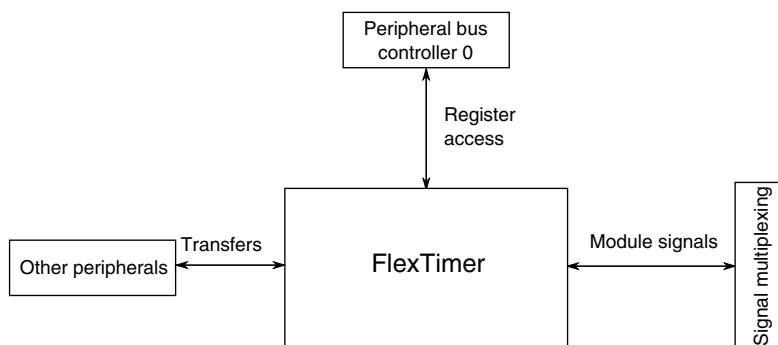 Peripheral bus
controller 0
Register
access
Signal multiplexing
Transfers
Module signals
Other peripherals
FlexTimer